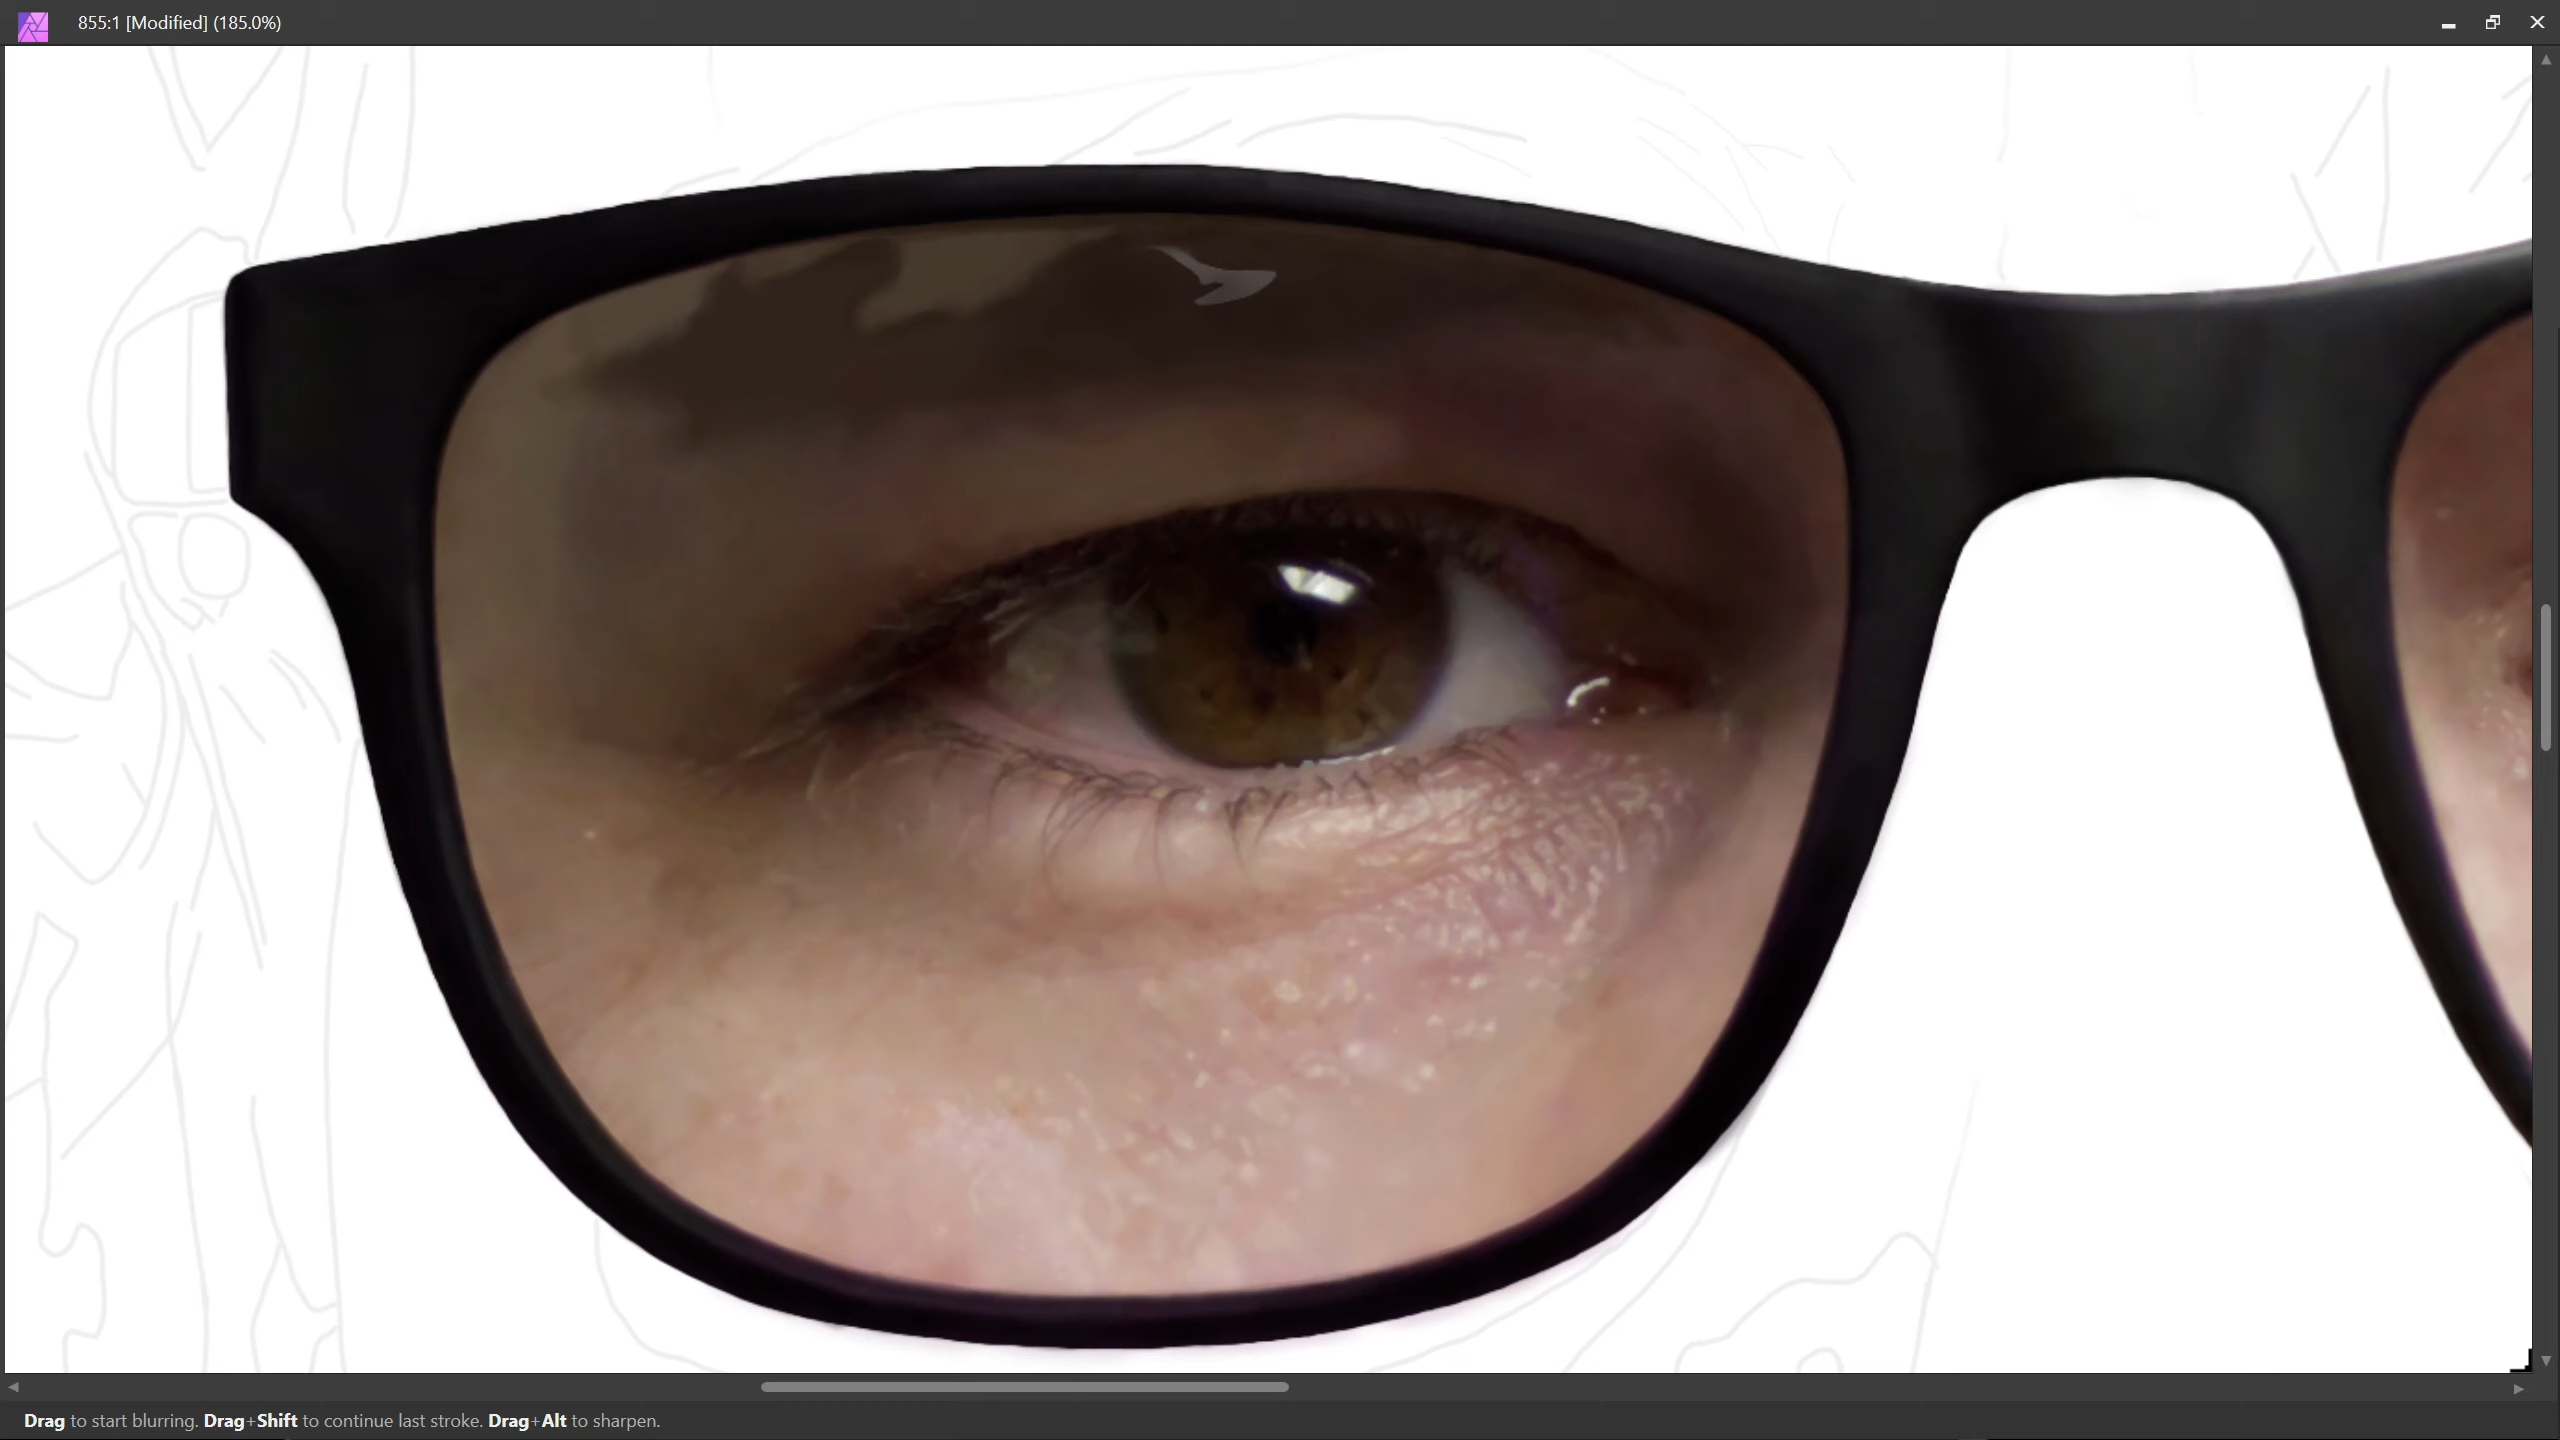 855:1 [Modified] (185.0%)
Drag to start blurring. Drag+Shift to continue last stroke. Drag+Alt to sharpen.